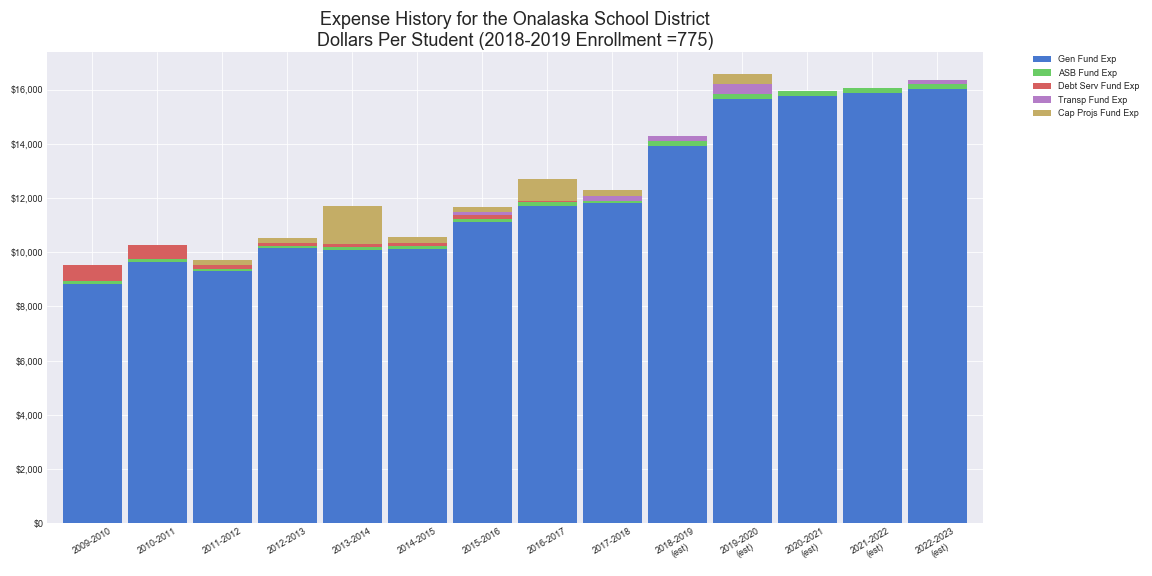 Expense History for the Onalaska School District
Dollars Per Student (2018-2019 Enrollment =775)
Gen Fund Exp
ASB Fund Exp
Debt Serv Fund Exp
Transp Fund Exp
Cap Projs Fund Exp
$16,000
$14,000
$12,000
$10,000
$8,000
$6,000
$4,000
$2,000
$0
2009-2010
2010-2011
2011-2012
2012-2013
2013-2014
2014-2015
2015-2016
2016-2017
2017-2018
2018-2019
(est)
2019-2020
(est)
2020-2021
(est)
2021-2022
(est)
2022-2023
(est)